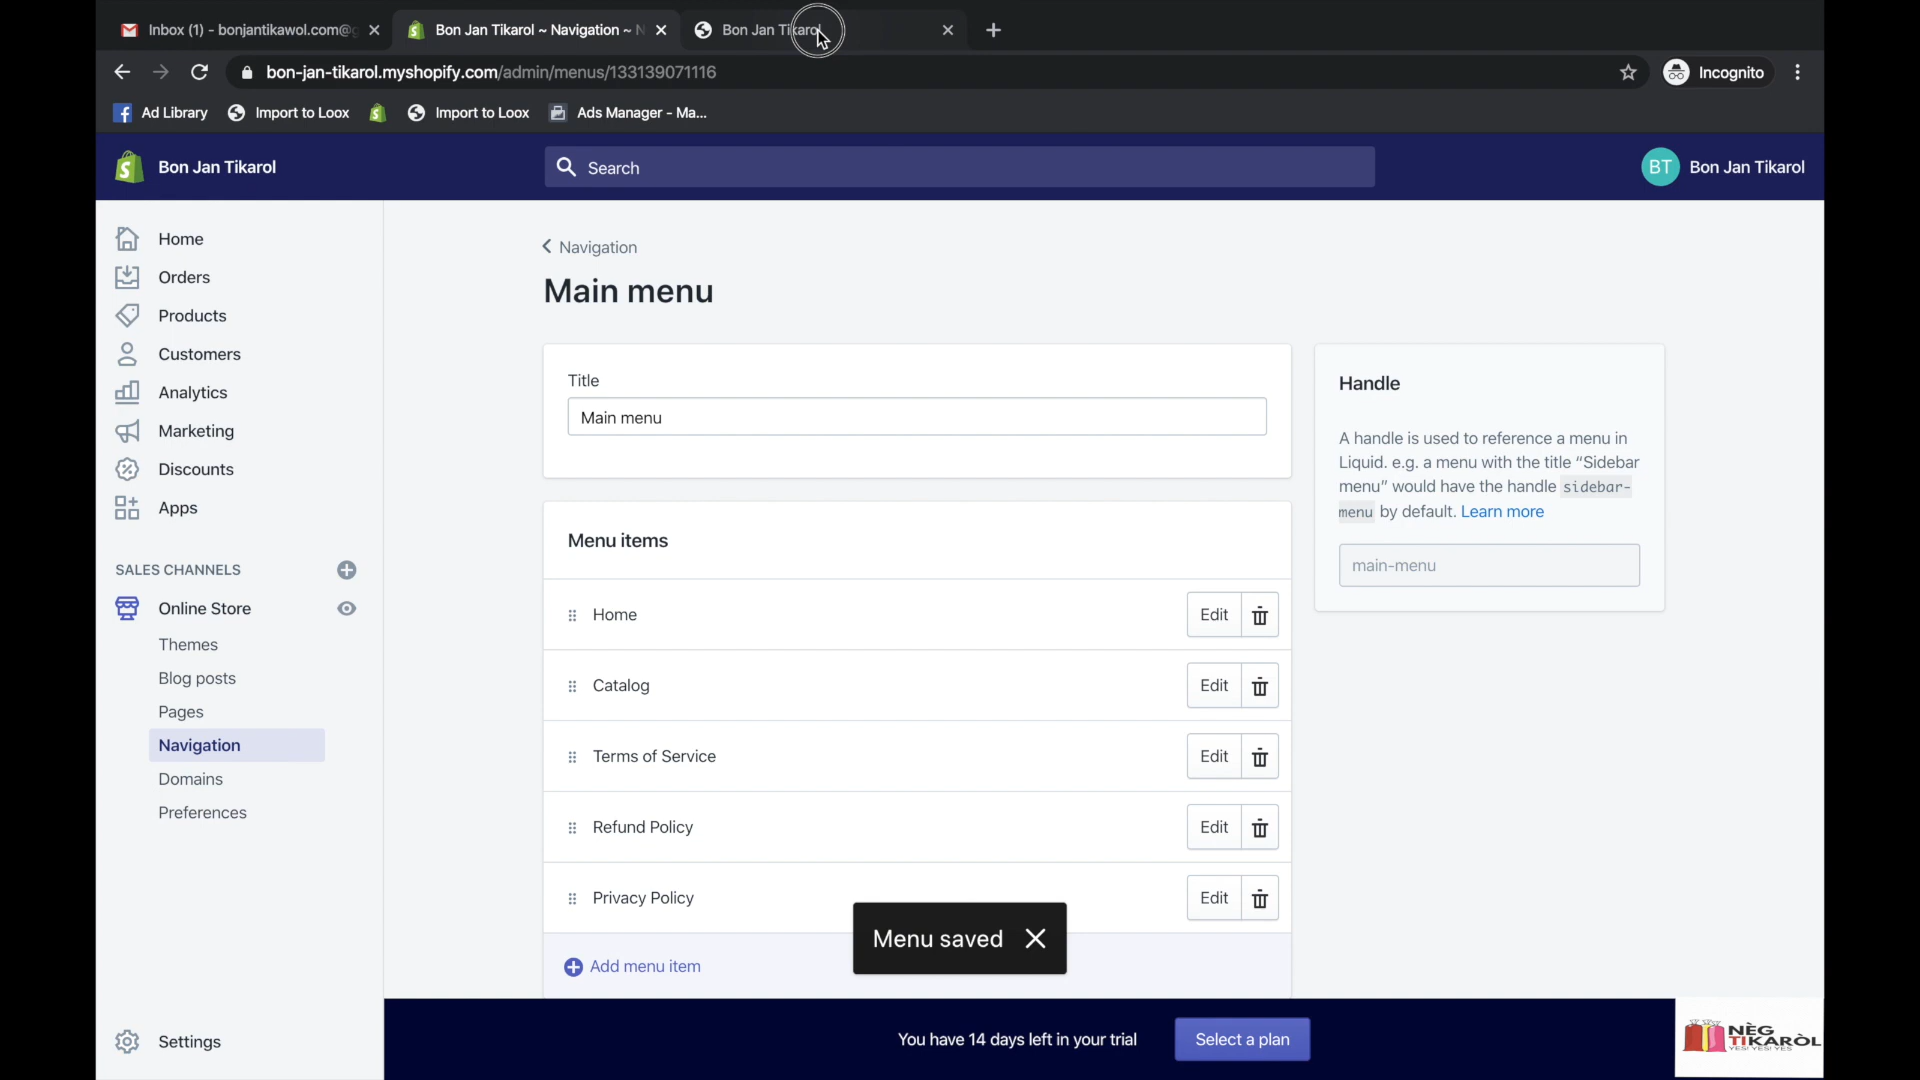 Inbox (1) - bonjantikawol.com@g
Bon Jan Tikarol ~ Navigation ~ N
Bon Jan Tikarol
bon-jan-tikarol.myshopify.com/admin/menus/133139071116
Incognito
Ad Library
Import to Loox
Import to Loox
Ads Manager - Ma...
Bon Jan Tikarol
Search
BT
Bon Jan Tikarol
Home
Orders
Products
Customers
Analytics
Marketing
Discounts
Apps
SALES CHANNELS
Online Store
Themes
Blog posts
Pages
Navigation
Domains
Preferences
Settings
Navigation
Main menu
Title
Main menu
Menu items
Home
Edit
Catalog
Edit
Terms of Service
Edit
Refund Policy
Edit
Privacy Policy
Edit
Add menu item
Menu saved
Handle
A handle is used to reference a menu in
Liquid. e.g. a menu with the title “Sidebar
menu” would have the handle sidebar-
menu by default. Learn more
main-menu
You have 14 days left in your trial
Select a plan
NÈG
TIKARÒL
YES! YES! YES